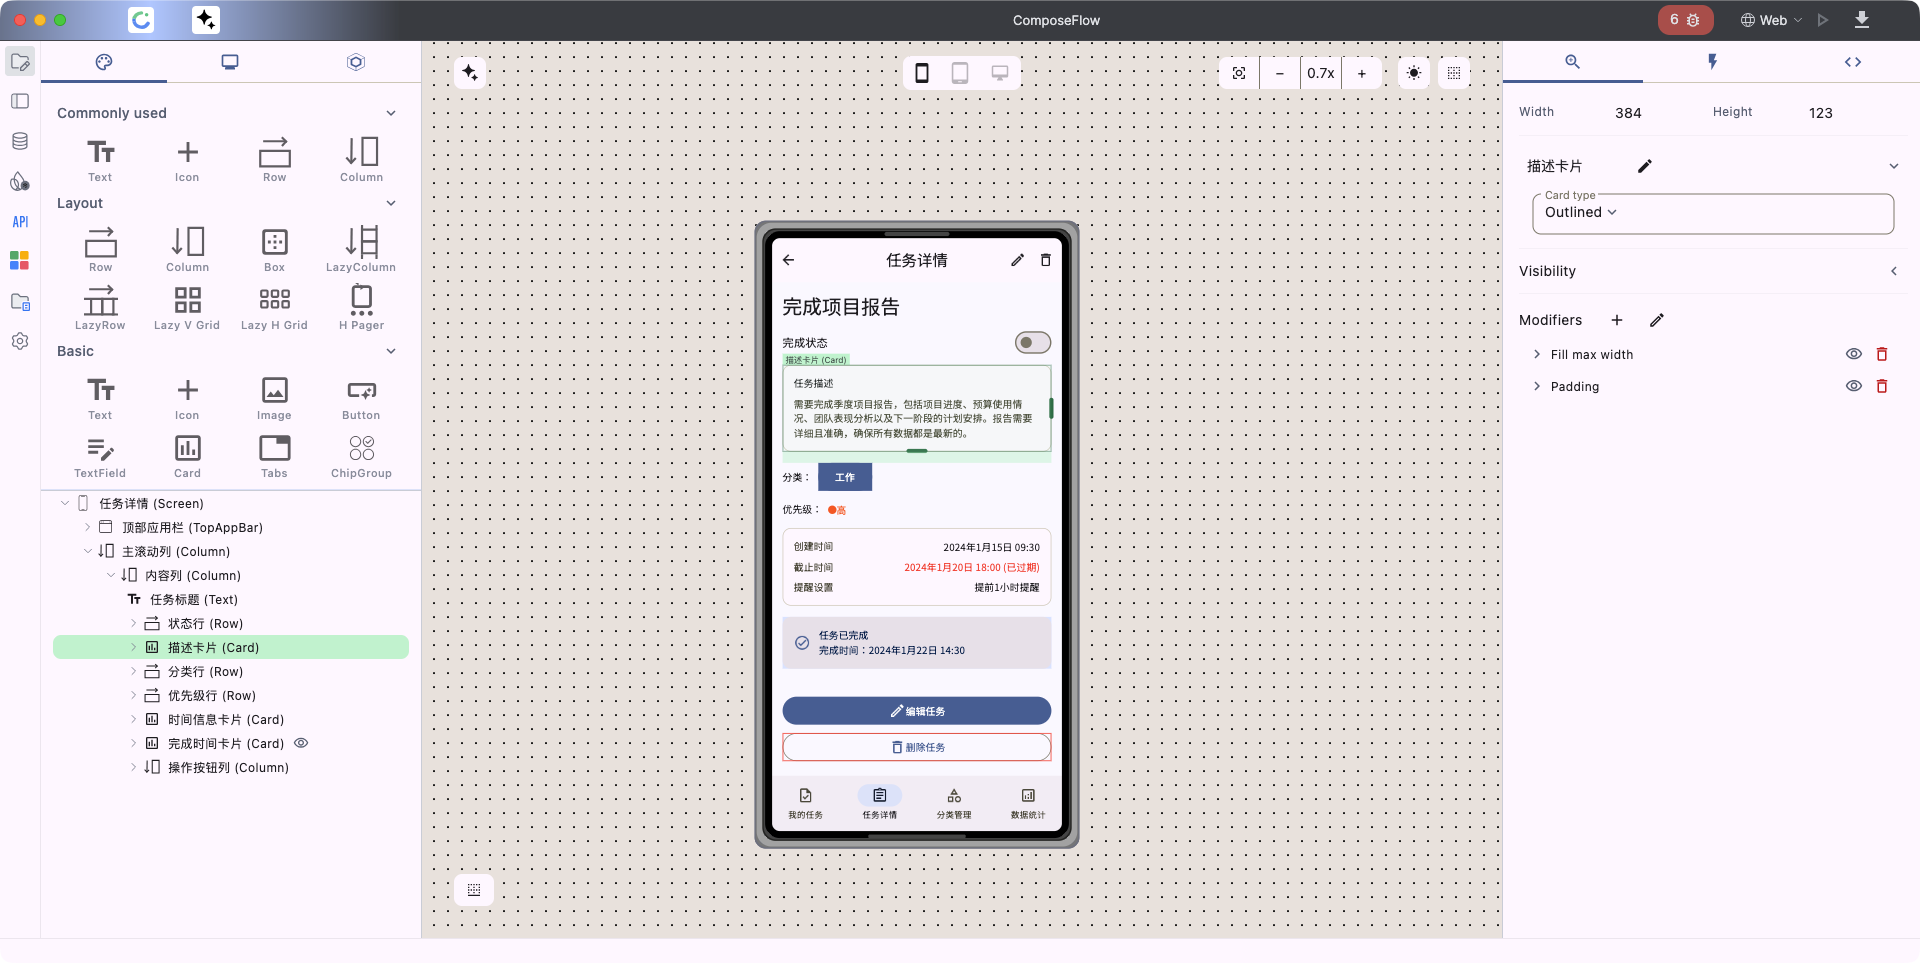 ComposeFlow
6
Web
Commonly used
Text
Icon
Row
Column
Layout
Row
Column
Box
LazyColumn
LazyRow
Lazy V Grid
Lazy H Grid
H Pager
Basic
Text
Icon
Image
Button
TextField
Card
Tabs
ChipGroup
API
任务详情 (Screen)
顶部应用栏 (TopAppBar)
主滚动列 (Column)
内容列 (Column)
任务标题 (Text)
状态行 (Row)
描述卡片 (Card)
分类行 (Row)
优先级行 (Row)
时间信息卡片 (Card)
完成时间卡片 (Card)
操作按钮列 (Column)
0.7x
任务详情
完成项目报告
完成状态
描述卡片 (Card)
任务描述
需要完成季度项目报告，包括项目进度、预算使用情
况、团队表现分析以及下一阶段的计划安排。报告需要
详细且准确，确保所有数据都是最新的。
分类：
工作
优先级：
高
创建时间
2024年1月15日 09:30
截止时间
2024年1月20日 18:00 (已过期)
提醒设置
提前1小时提醒
任务已完成
完成时间：2024年1月22日 14:30
编辑任务
删除任务
我的任务
任务详情
分类管理
数据统计
Width
384
Height
123
描述卡片
Card type
Outlined
Visibility
Modifiers
Fill max width
Padding